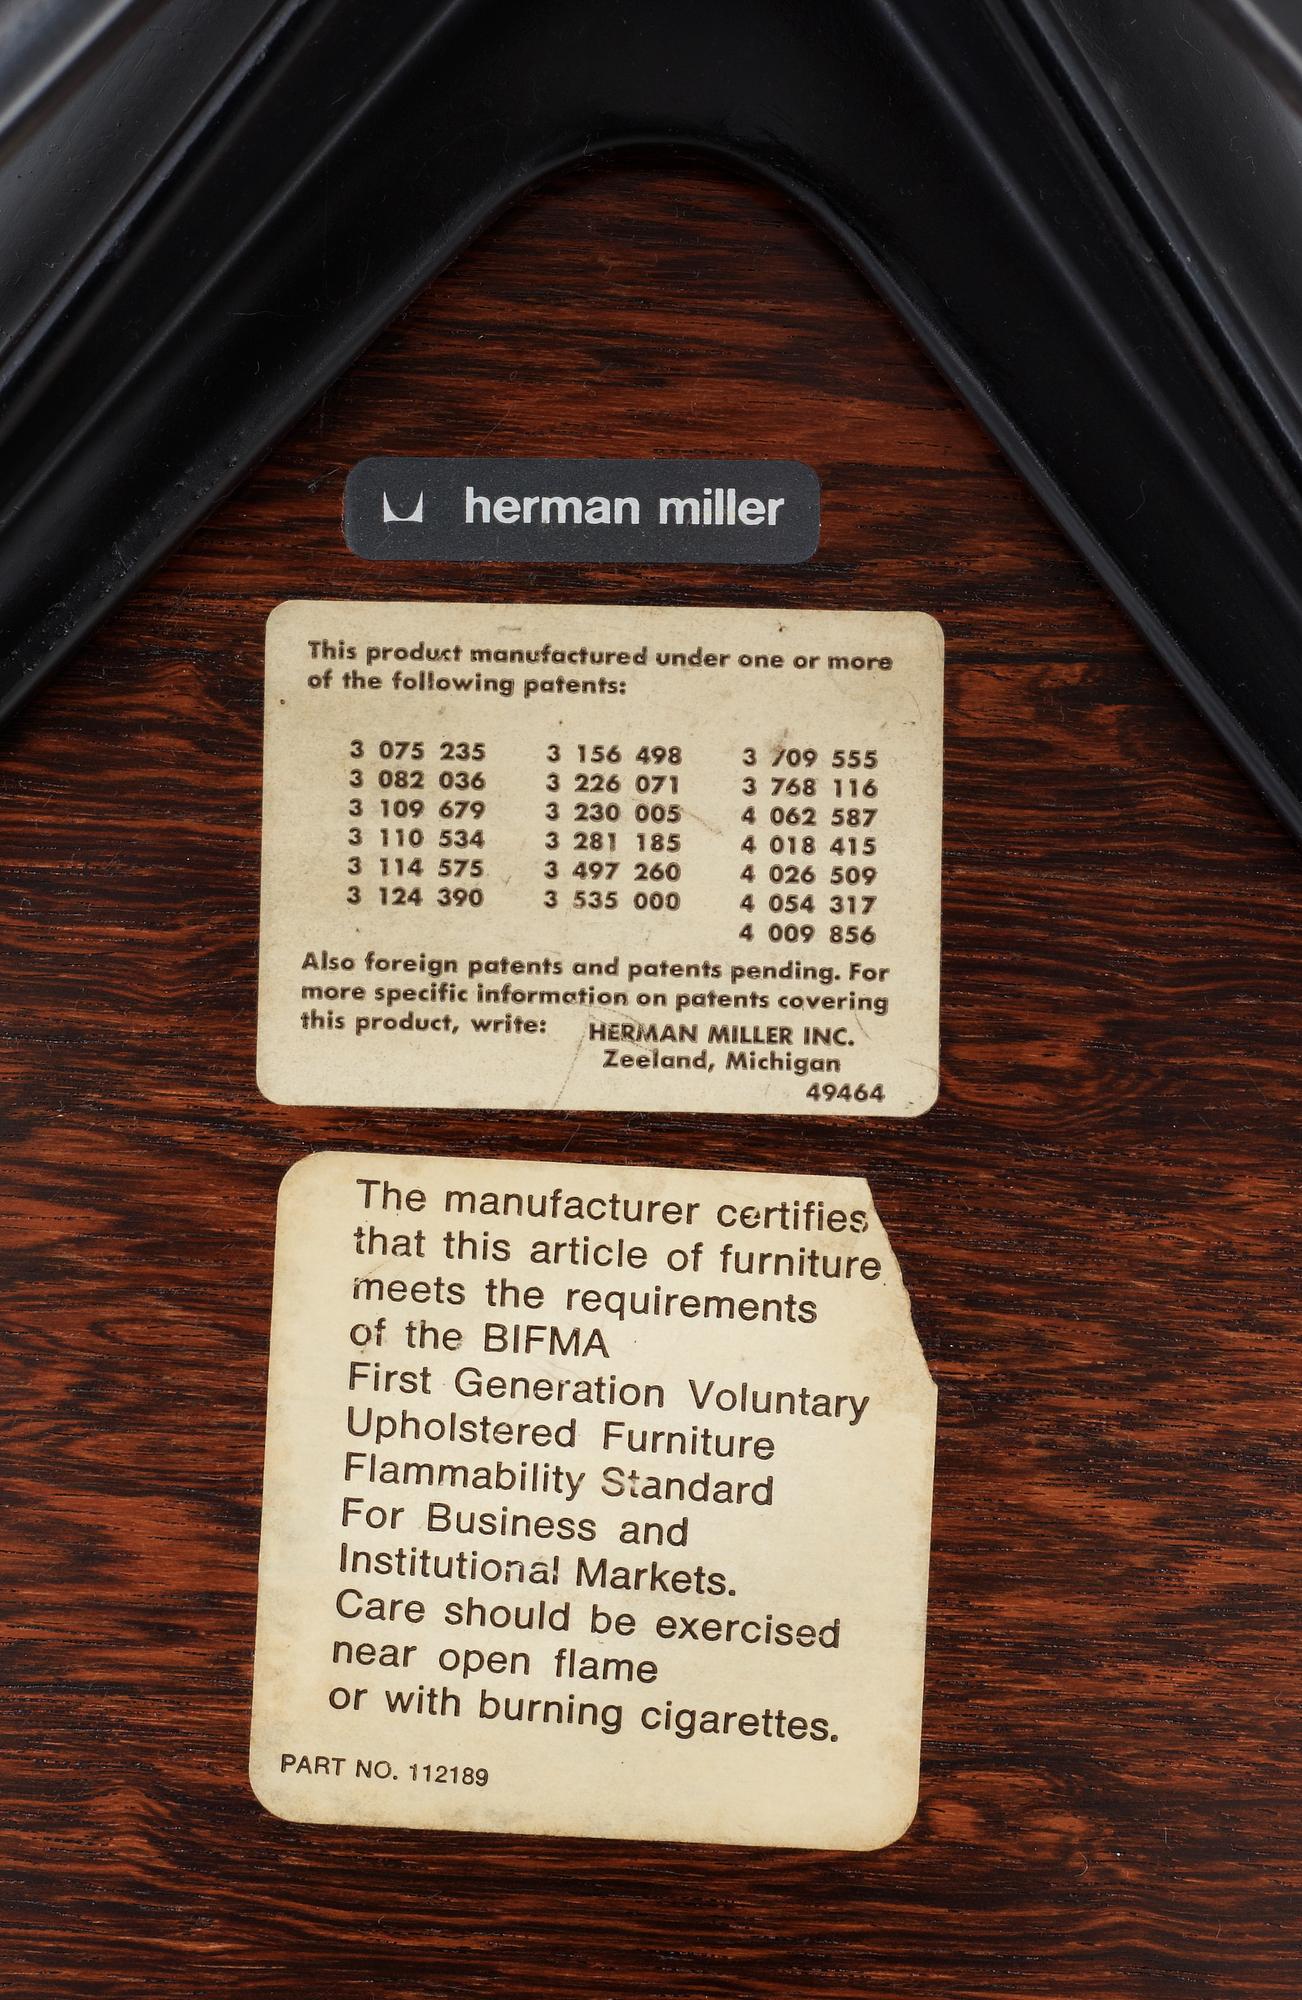 herman miller
This product manufactured under one or more
of the following patents:
3 075 235 3 156 498 3 709 555
3 082 036 3 226 071 3 768 116
3 109 679 3 230 005 4 062 587
3 110 534 3 281 185 4 018 415
3 114 575 3 497 260 4 026 509
3 124 390 3 535 000 4 054 317
4 009 856
Also foreign patents and patents pending. For
more specific information on patents covering
this product, write: HERMAN MILLER INC.
Zeeland, Michigan
49464
The manufacturer certifies
that this article of furniture
meets the requirements
of the BIFMA
First Generation Voluntary
Upholstered Furniture
Flammability Standard
For Business and
Institutional Markets.
Care should be exercised
near open flame
or with burning cigarettes.
PART NO. 112189